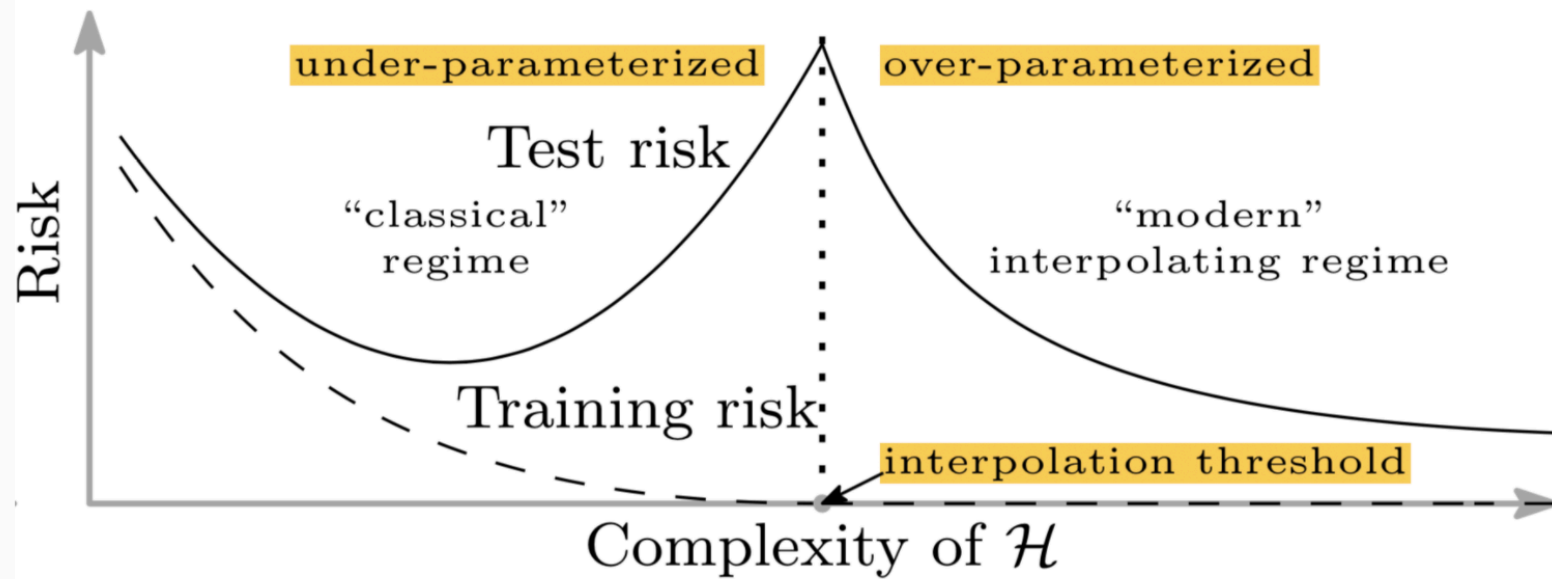 under-parameterized
over-parameterized
Test risk
“classical”
regime
“modern”
interpolating regime
Risk
Training risk
interpolation threshold
Complexity of ℋ